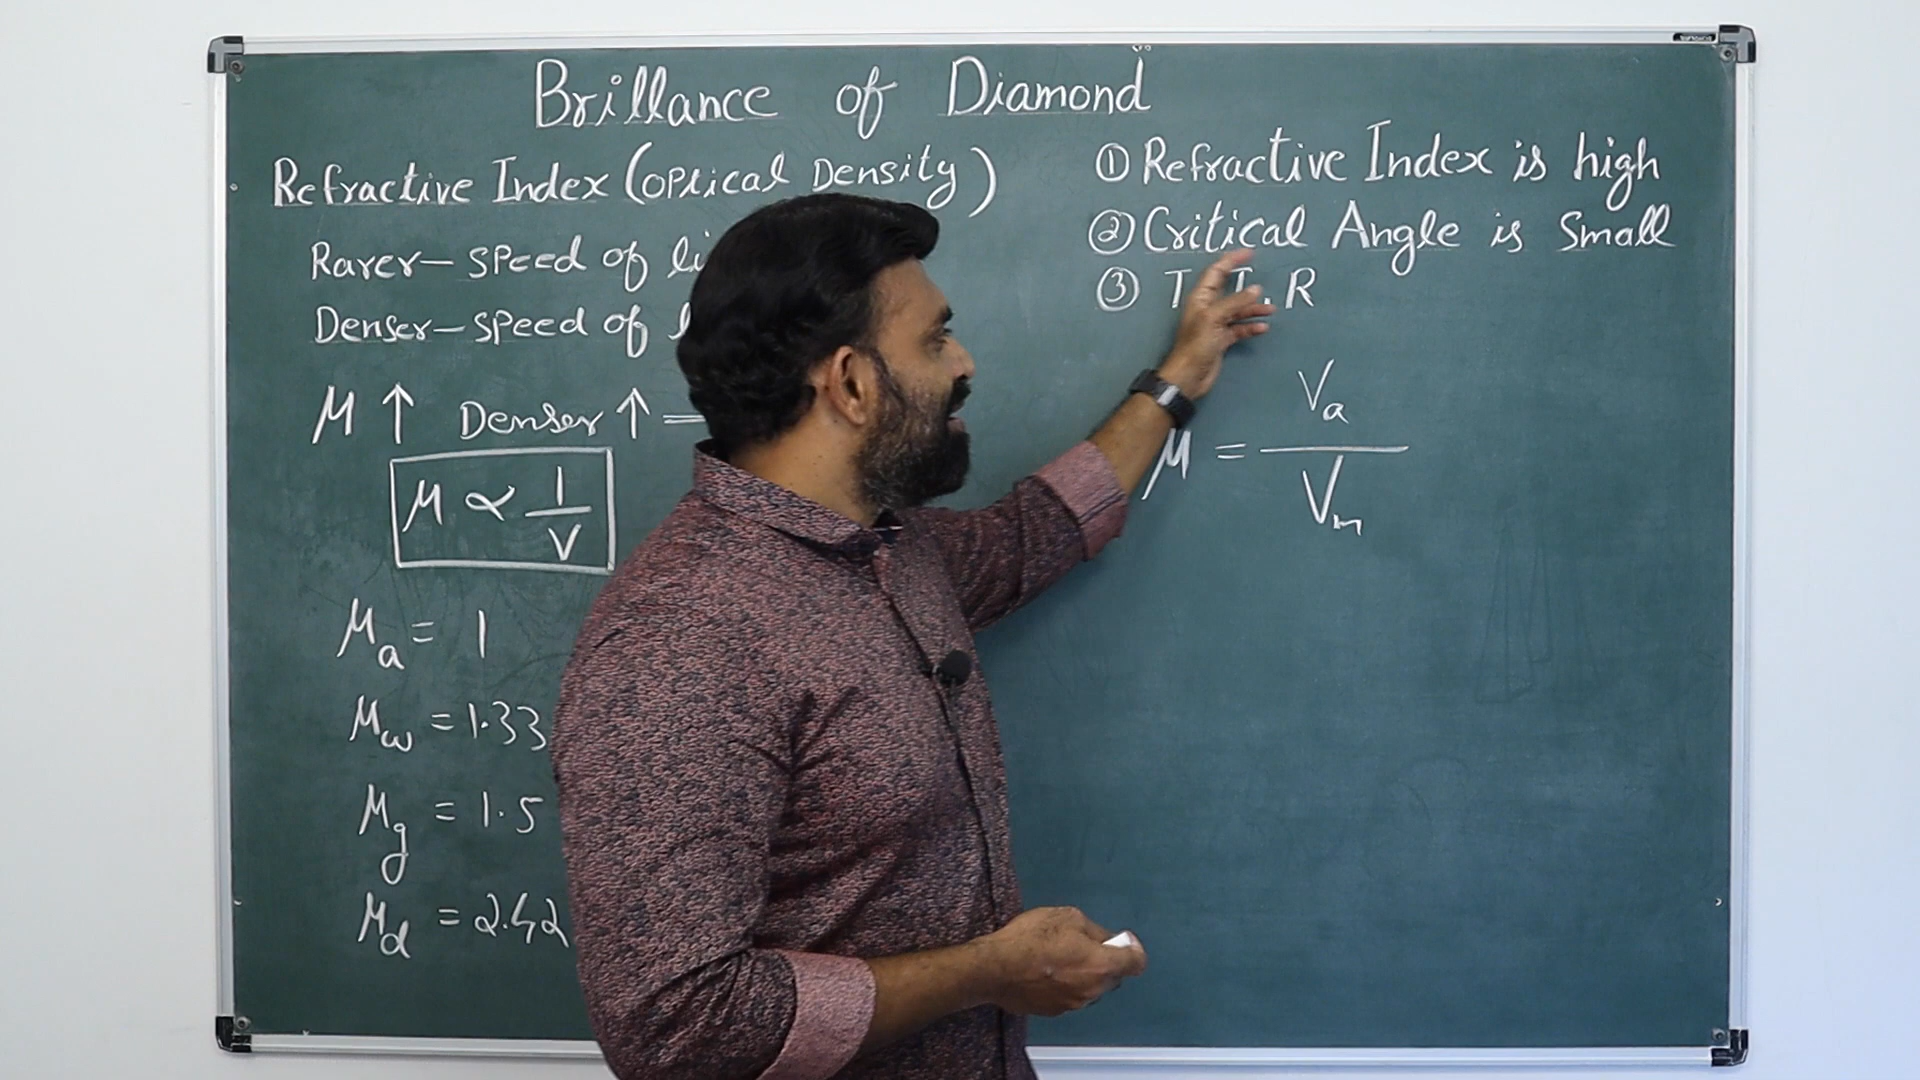 Brillance of Diamond
Refractive Index (Optical Density)
Rarer – speed of
Denser – speed of
μ ↑ Denser ↑ =
μ ∝ 1/V
μa = 1
μw = 1.33
μg = 1.5
μd = 2.42
① Refractive Index is high
② Critical Angle is Small
③ T. I. R
μ = Va/Vm